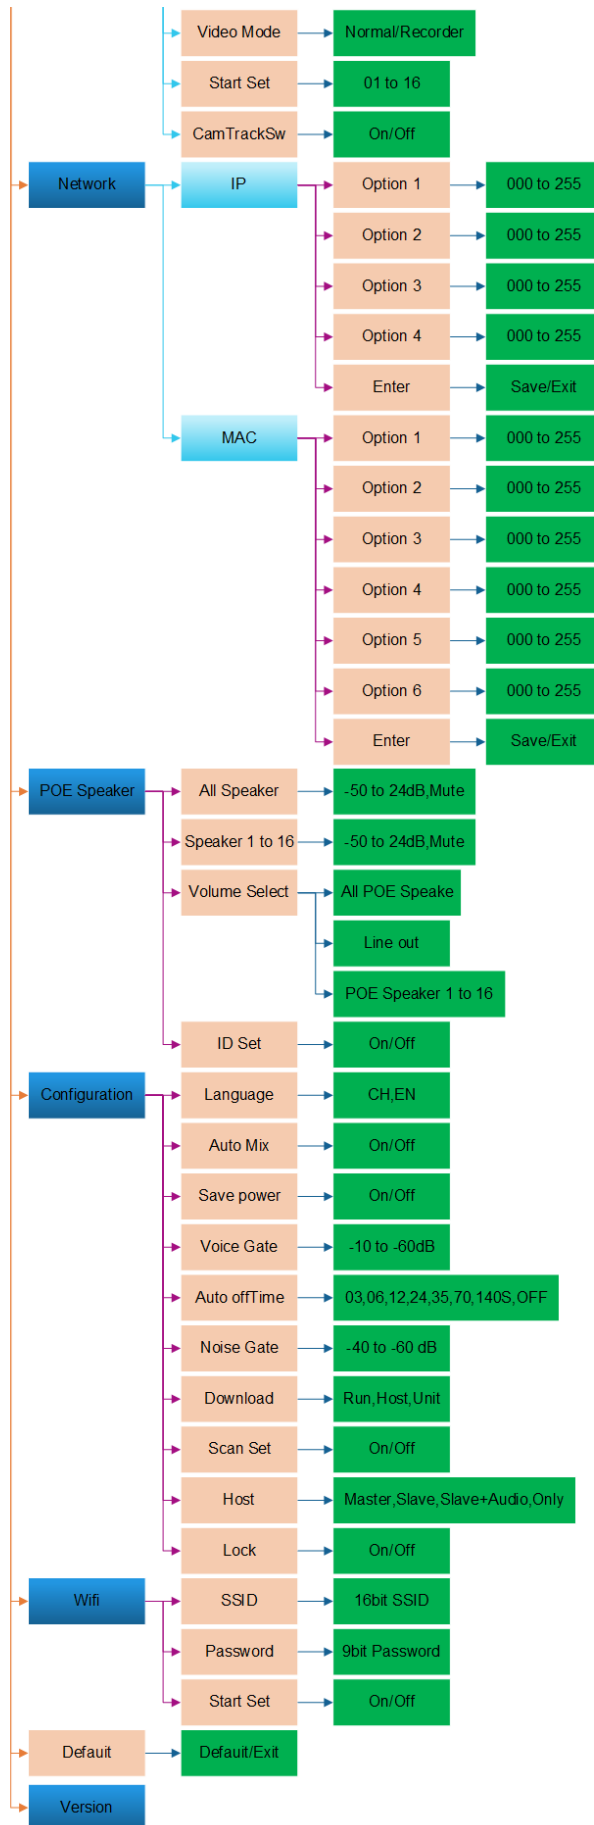 Video Mode Normal/Recorder
Start Set 01 to 16
CamTrackSw On/Off
Network IP Option 1 000 to 255
Option 2 000 to 255
Option 3 000 to 255
Option 4 000 to 255
Enter Save/Exit
MAC Option 1 000 to 255
Option 2 000 to 255
Option 3 000 to 255
Option 4 000 to 255
Option 5 000 to 255
Option 6 000 to 255
Enter Save/Exit
POE Speaker All Speaker -50 to 24dB,Mute
Speaker 1 to 16 -50 to 24dB,Mute
Volume Select All POE Speake
Line out
POE Speaker 1 to 16
ID Set On/Off
Configuration Language CH,EN
Auto Mix On/Off
Save power On/Off
Voice Gate -10 to -60dB
Auto offTime 03,06,12,24,35,70,140S,OFF
Noise Gate -40 to -60 dB
Download Run,Host,Unit
Scan Set On/Off
Host Master,Slave,Slave+Audio,Only
Lock On/Off
Wifi SSID 16bit SSID
Password 9bit Password
Start Set On/Off
Defauit Defauit/Exit
Version